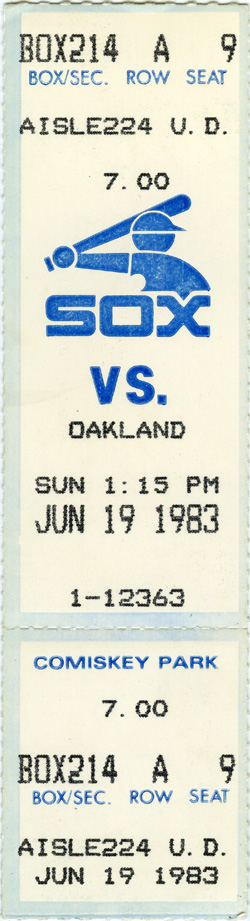 BOX214 A 9
BOX/SEC. ROW SEAT
AISLE224 U.D.
7.00
SOX
VS.
OAKLAND
SUN 1:15 PM
JUN 19 1983
1-12363
COMISKEY PARK
7.00
BOX214 A 9
BOX/SEC. ROW SEAT
AISLE224 U.D.
JUN 19 1983